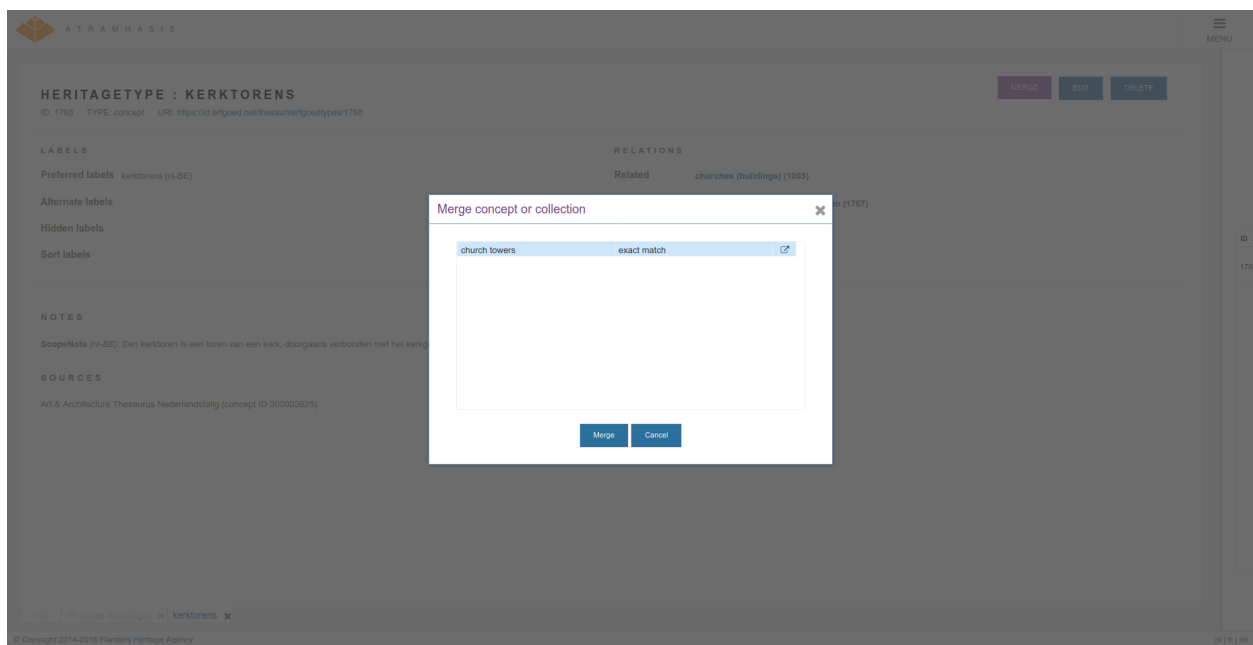 ATRAMHASIS
MENU
HERITAGETYPE : KERKTORENS
MERGE EDIT DELETE
ID: 1768 TYPE: concept URI: https://id.erfgoed.net/thesauri/erfgoedtypes/1768
LABELS
RELATIONS
Preferred labels kerktorens (nl-BE)
Related churches (buildings) (1005)
Alternate labels
(1767)
Hidden labels
Sort labels
ID
Merge concept or collection
church towers exact match
Merge Cancel
NOTES
ScopeNote (nl-BE): Een kerktoren is een toren van een kerk, doorgaans verbonden met het
SOURCES
Art & Architecture Thesaurus Nederlandstalig (concept ID 300003625)
churches (buildings) kerktorens
© Copyright 2014-2016 Flanders Heritage Agency
nl | fr | en